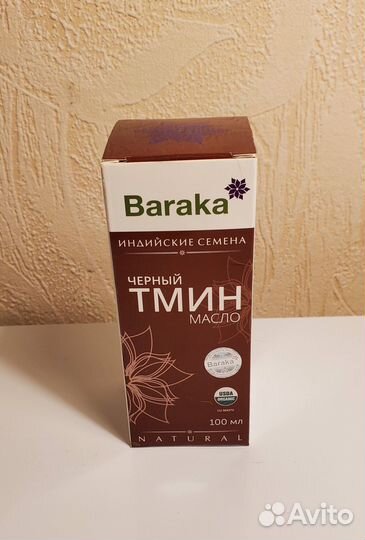 Baraka
ИНДИЙСКИЕ СЕМЕНА
ЧЕРНЫЙ
ТМИН
МАСЛО
Baraka
USDA
ORGANIC
100 мл
NATURAL
Avito